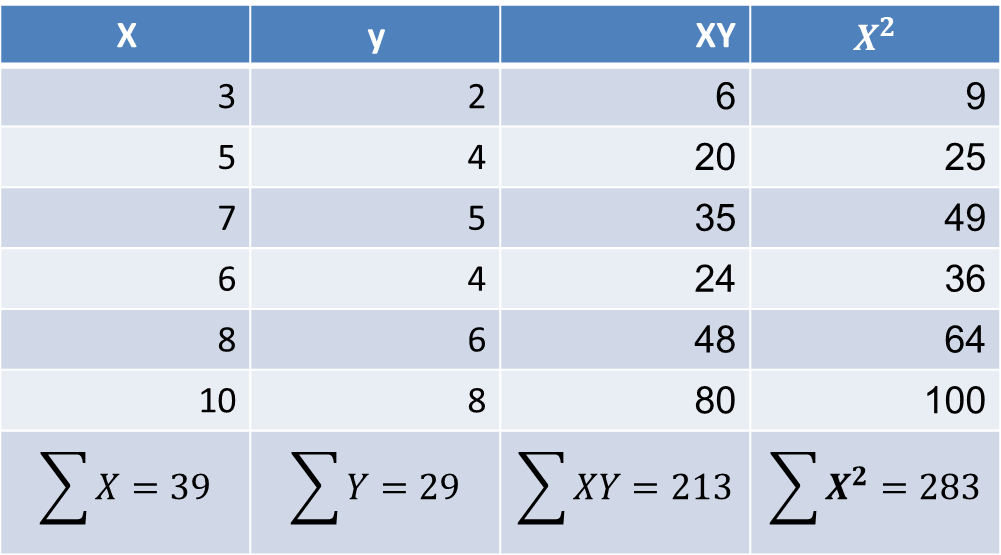 X y XY X²
3 2 6 9
5 4 20 25
7 5 35 49
6 4 24 36
8 6 48 64
10 8 80 100
∑X = 39 ∑Y = 29 ∑XY = 213 ∑X² = 283